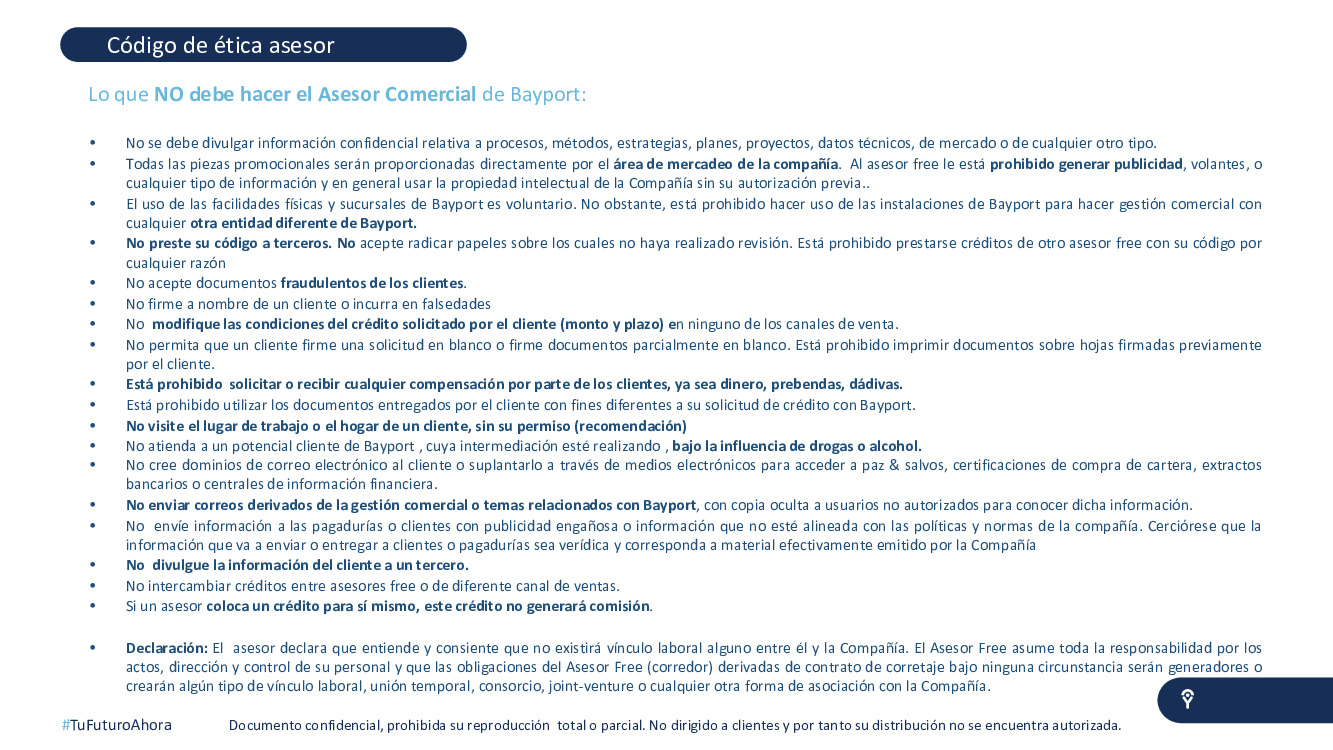 Código de ética asesor
Lo que NO debe hacer el Asesor Comercial de Bayport:
• No se debe divulgar información confidencial relativa a procesos, métodos, estrategias, planes, proyectos, datos técnicos, de mercado o de cualquier otro tipo.
• Todas las piezas promocionales serán proporcionadas directamente por el área de mercadeo de la compañía. Al asesor free le está prohibido generar publicidad, volantes, o
cualquier tipo de información y en general usar la propiedad intelectual de la Compañía sin su autorización previa..
• El uso de las facilidades físicas y sucursales de Bayport es voluntario. No obstante, está prohibido hacer uso de las instalaciones de Bayport para hacer gestión comercial con
cualquier otra entidad diferente de Bayport.
• No preste su código a terceros. No acepte radicar papeles sobre los cuales no haya realizado revisión. Está prohibido prestarse créditos de otro asesor free con su código por
cualquier razón
• No acepte documentos fraudulentos de los clientes.
• No firme a nombre de un cliente o incurra en falsedades
• No modifique las condiciones del crédito solicitado por el cliente (monto y plazo) en ninguno de los canales de venta.
• No permita que un cliente firme una solicitud en blanco o firme documentos parcialmente en blanco. Está prohibido imprimir documentos sobre hojas firmadas previamente
por el cliente.
• Está prohibido solicitar o recibir cualquier compensación por parte de los clientes, ya sea dinero, prebendas, dádivas.
• Está prohibido utilizar los documentos entregados por el cliente con fines diferentes a su solicitud de crédito con Bayport.
• No visite el lugar de trabajo o el hogar de un cliente, sin su permiso (recomendación)
• No atienda a un potencial cliente de Bayport , cuya intermediación esté realizando , bajo la influencia de drogas o alcohol.
• No cree dominios de correo electrónico al cliente o suplantarlo a través de medios electrónicos para acceder a paz & salvos, certificaciones de compra de cartera, extractos
bancarios o centrales de información financiera.
• No enviar correos derivados de la gestión comercial o temas relacionados con Bayport, con copia oculta a usuarios no autorizados para conocer dicha información.
• No envíe información a las pagadurías o clientes con publicidad engañosa o información que no esté alineada con las políticas y normas de la compañía. Cerciórese que la
información que va a enviar o entregar a clientes o pagadurías sea verídica y corresponda a material efectivamente emitido por la Compañía
• No divulgue la información del cliente a un tercero.
• No intercambiar créditos entre asesores free o de diferente canal de ventas.
• Si un asesor coloca un crédito para sí mismo, este crédito no generará comisión.
• Declaración: El asesor declara que entiende y consiente que no existirá vínculo laboral alguno entre él y la Compañía. El Asesor Free asume toda la responsabilidad por los
actos, dirección y control de su personal y que las obligaciones del Asesor Free (corredor) derivadas de contrato de corretaje bajo ninguna circunstancia serán generadores o
crearán algún tipo de vínculo laboral, unión temporal, consorcio, joint-venture o cualquier otra forma de asociación con la Compañía.
#TuFuturoAhora
Documento confidencial, prohibida su reproducción total o parcial. No dirigido a clientes y por tanto su distribución no se encuentra autorizada.